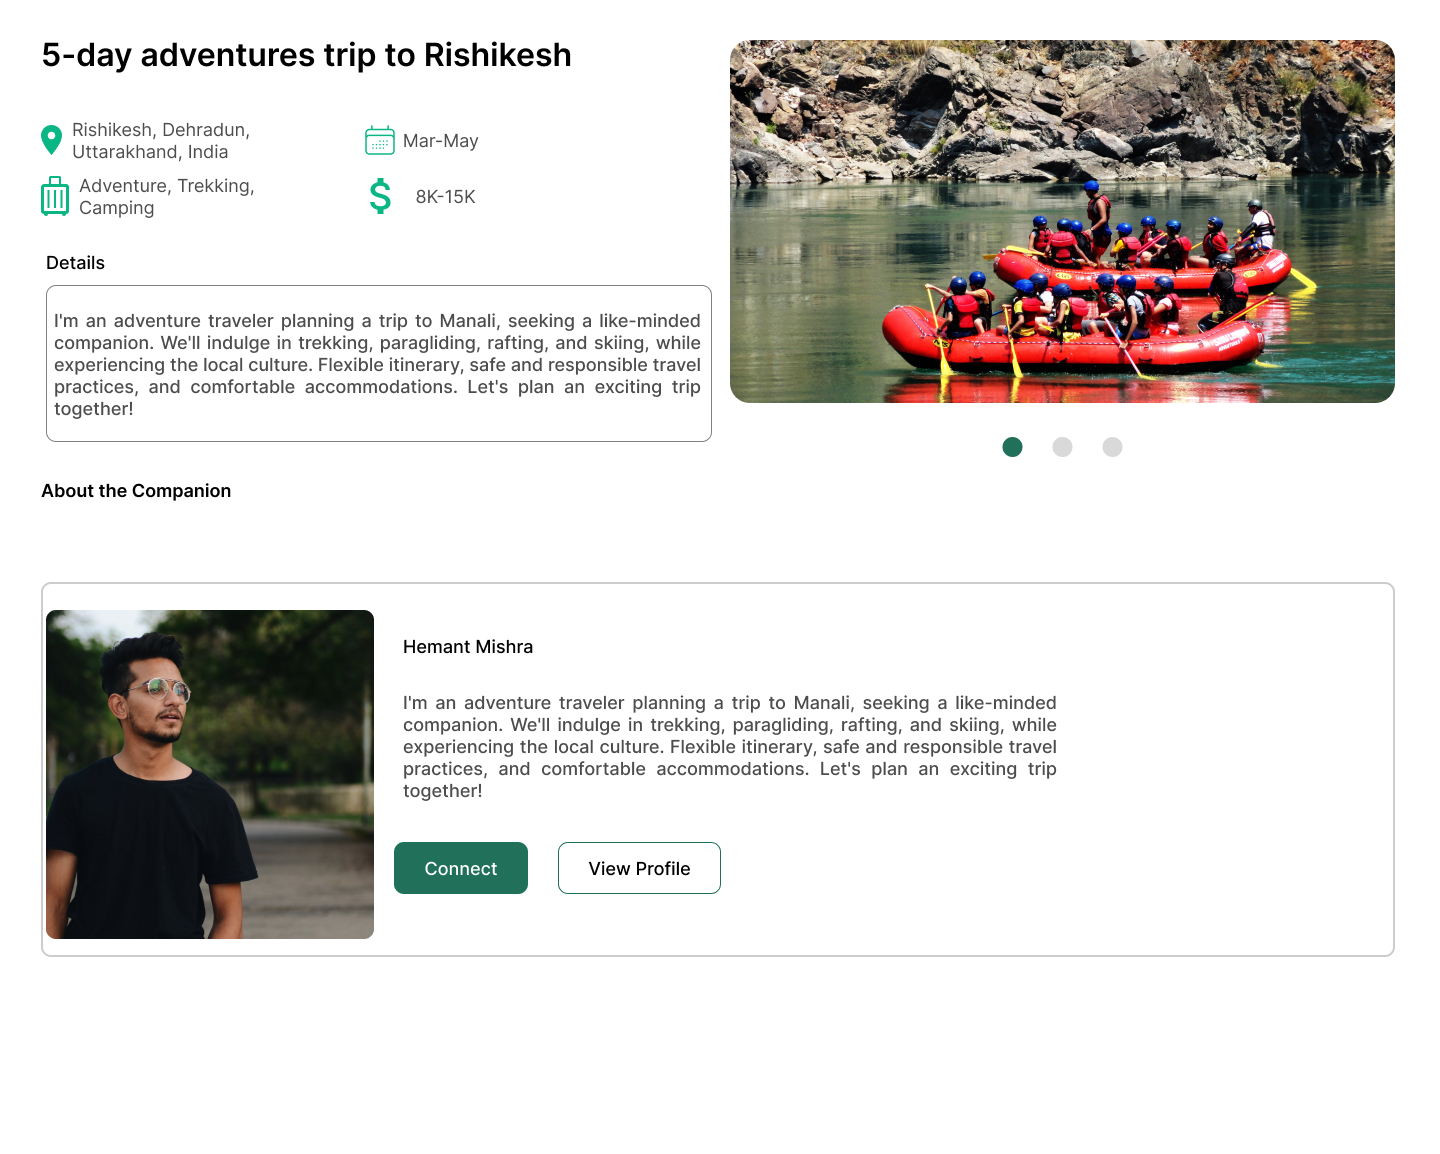 5-day adventures trip to Rishikesh
Rishikesh, Dehradun,
Uttarakhand, India
Mar-May
Adventure, Trekking,
Camping
$ 8K-15K
Details
I'm an adventure traveler planning a trip to Manali, seeking a like-minded
companion. We'll indulge in trekking, paragliding, rafting, and skiing, while
experiencing the local culture. Flexible itinerary, safe and responsible travel
practices, and comfortable accommodations. Let's plan an exciting trip
together!
About the Companion
Hemant Mishra
I'm an adventure traveler planning a trip to Manali, seeking a like-minded
companion. We'll indulge in trekking, paragliding, rafting, and skiing, while
experiencing the local culture. Flexible itinerary, safe and responsible travel
practices, and comfortable accommodations. Let's plan an exciting trip
together!
Connect
View Profile